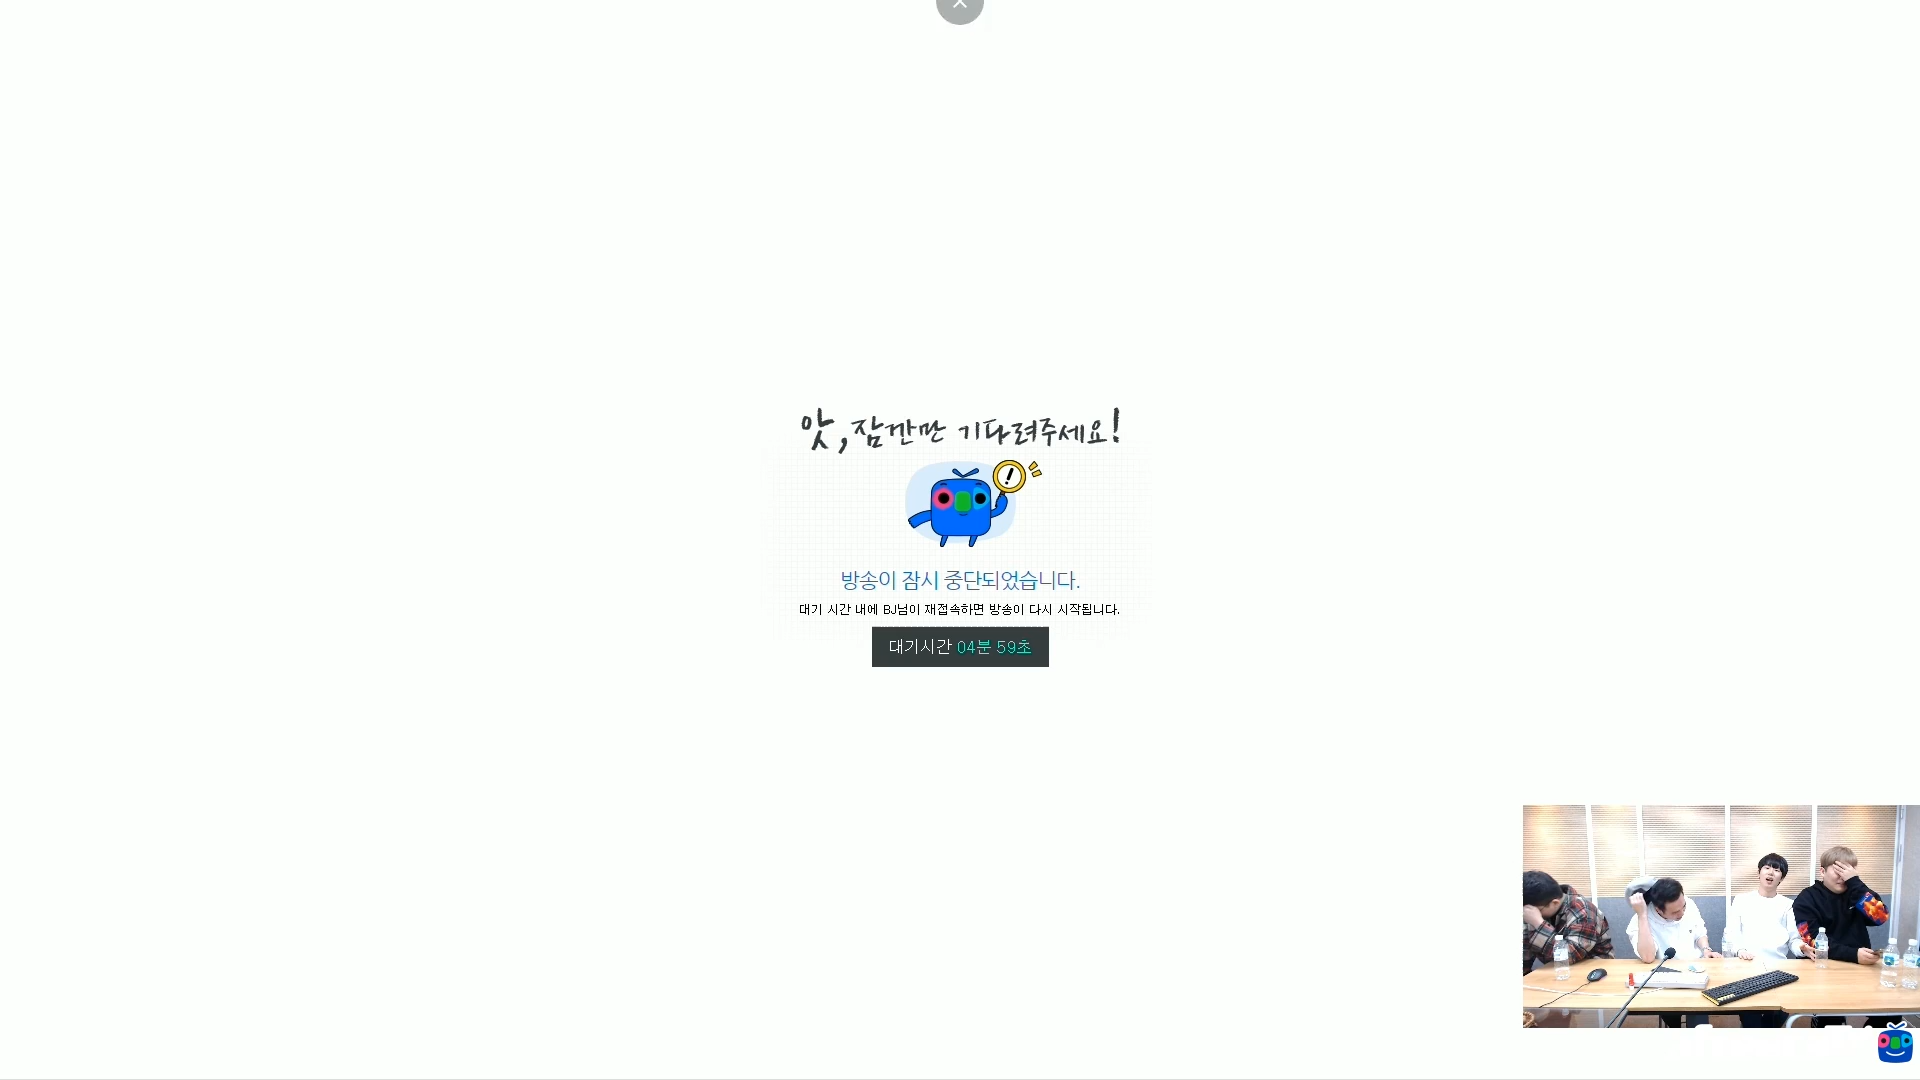 앗, 잠깐만 기다려주세요!
방송이 잠시 중단되었습니다.
대기 시간 내에 BJ님이 재접속하면 방송이 다시 시작됩니다.
대기시간 04분 59초